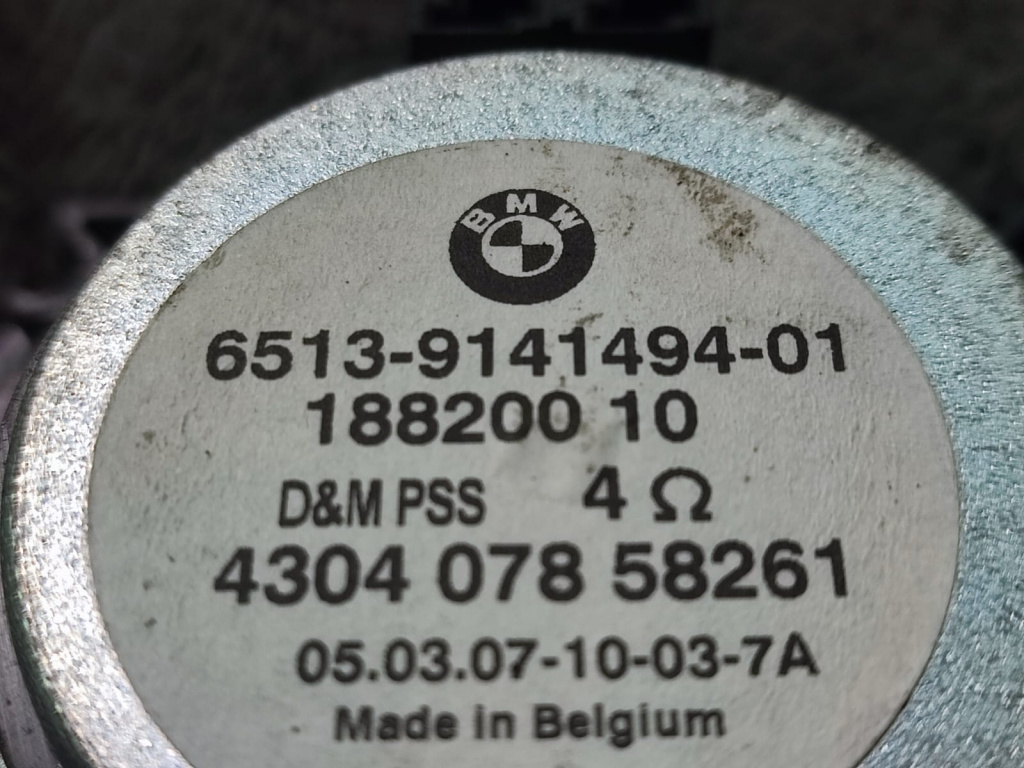 BMW
6513-9141494-01
188200 10
D&M PSS 4 Ω
4304 078 58261
05.03.07-10-03-7A
Made in Belgium